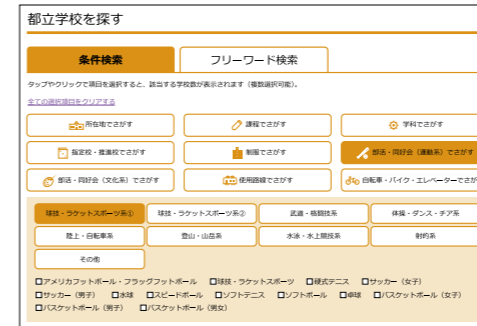 都立学校を探す
条件検索 フリーワード検索
タップやクリックで項目を選択すると、該当する学校数が表示されます（複数選択可能）。
全ての選択項目をクリアする
所在地でさがす 課程でさがす 学科でさがす
指定校・推進校でさがす 制服でさがす 部活・同好会（運動系）でさがす
部活・同好会（文化系）でさがす 使用路線でさがす 自転車・バイク・エレベーターでさが
球技・ラケットスポーツ系① 球技・ラケットスポーツ系② 武道・格闘技系 体操・ダンス・チア系
陸上・自転車系 登山・山岳系 水泳・水上競技系 射的系
その他
アメリカフットボール・フラッグフットボール 球技・ラケットスポーツ 硬式テニス サッカー（女子）
サッカー（男子） 水球 スピードボール ソフトテニス ソフトボール 卓球 バスケットボール（女子）
バスケットボール（男子） バスケットボール（男女）